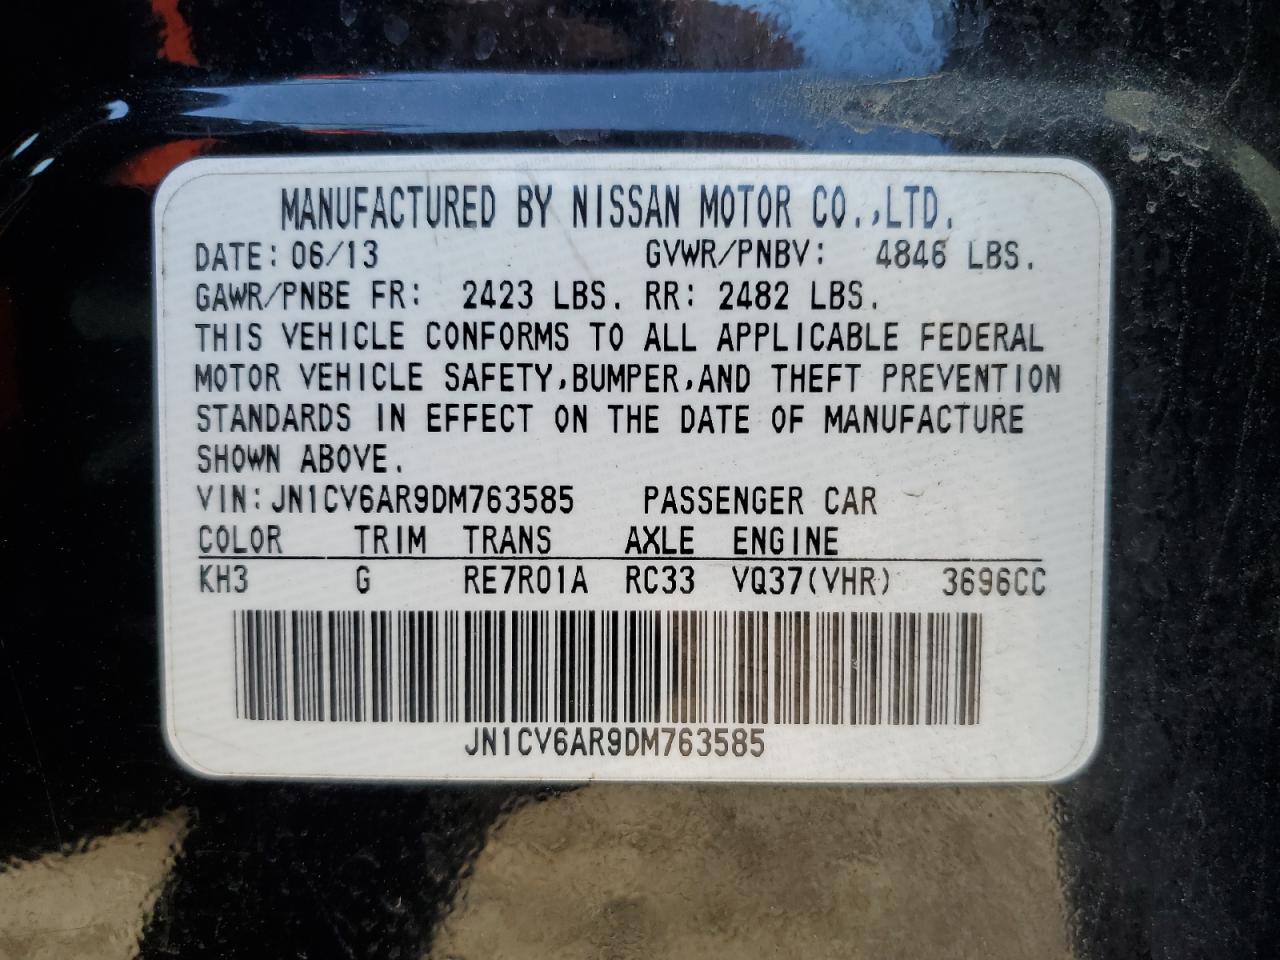 MANUFACTURED BY NISSAN MOTOR CO.,LTD.
DATE: 06/13 GVWR/PNBV: 4846 LBS.
GAWR/PNBE FR: 2423 LBS. RR: 2482 LBS.
THIS VEHICLE CONFORMS TO ALL APPLICABLE FEDERAL
MOTOR VEHICLE SAFETY,BUMPER,AND THEFT PREVENTION
STANDARDS IN EFFECT ON THE DATE OF MANUFACTURE
SHOWN ABOVE.
VIN: JN1CV6AR9DM763585 PASSENGER CAR
COLOR TRIM TRANS AXLE ENGINE
KH3 G RE7R01A RC33 VQ37(VHR) 3696CC
JN1CV6AR9DM763585